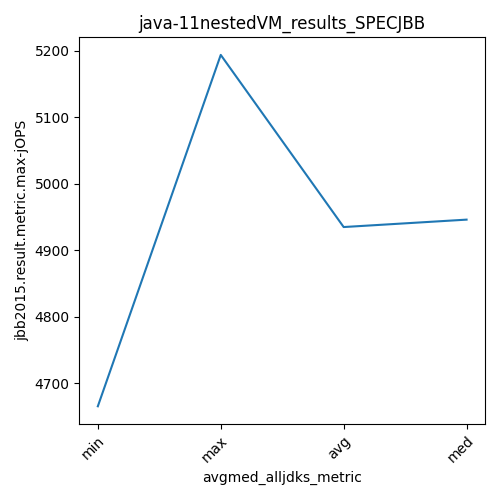 java-11nestedVM_results_SPECJBB
jbb2015.result.metric.max-jOPS
5200
5100
5000
4900
4800
4700
min
max
avg
med
avgmed_alljdks_metric